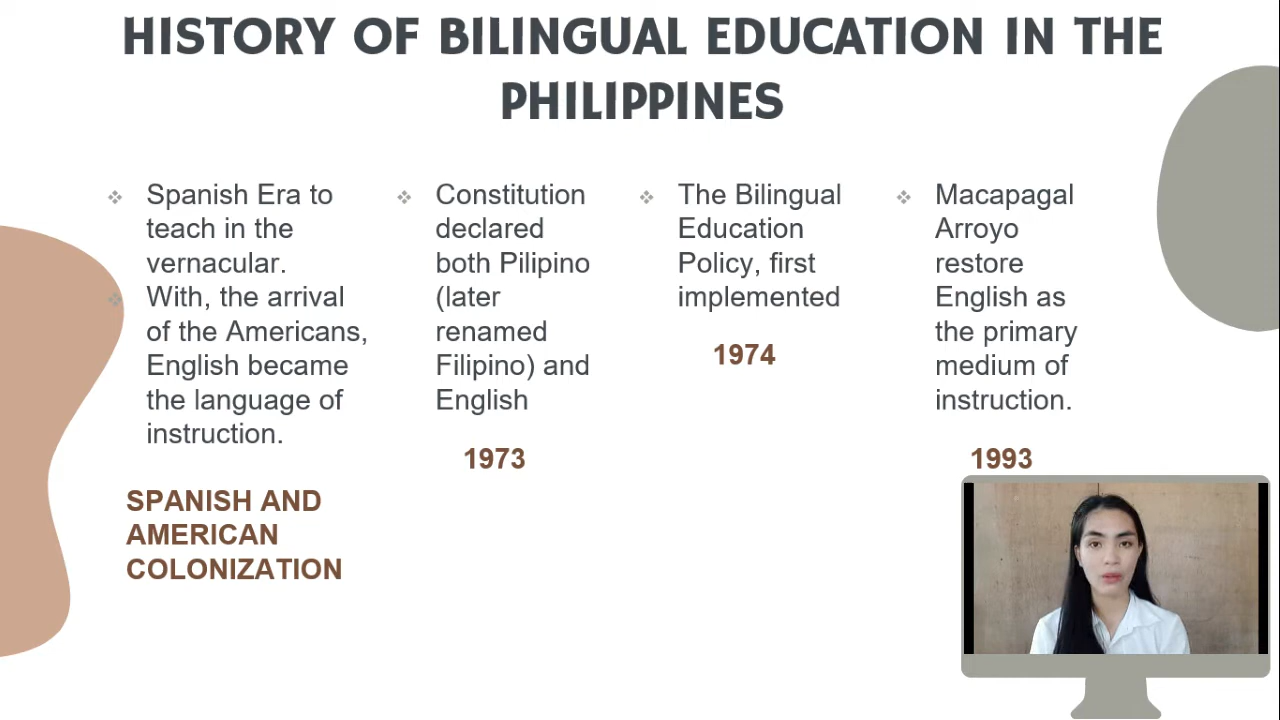 HISTORY OF BILINGUAL EDUCATION IN THE
PHILIPPINES
Spanish Era to
teach in the
vernacular.
With, the arrival
of the Americans,
English became
the language of
instruction.
SPANISH AND
AMERICAN
COLONIZATION
Constitution
declared
both Pilipino
(later
renamed
Filipino) and
English
1973
The Bilingual
Education
Policy, first
implemented
1974
Macapagal
Arroyo
restore
English as
the primary
medium of
instruction.
1993